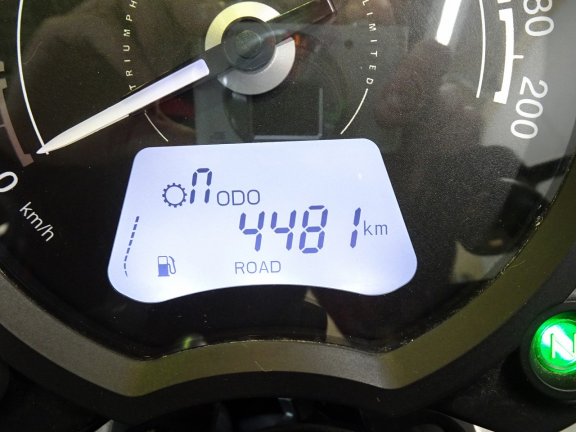 TRIUMPH
LIMITED
80
200
0
km/h
n ODO
4481 km
ROAD
N